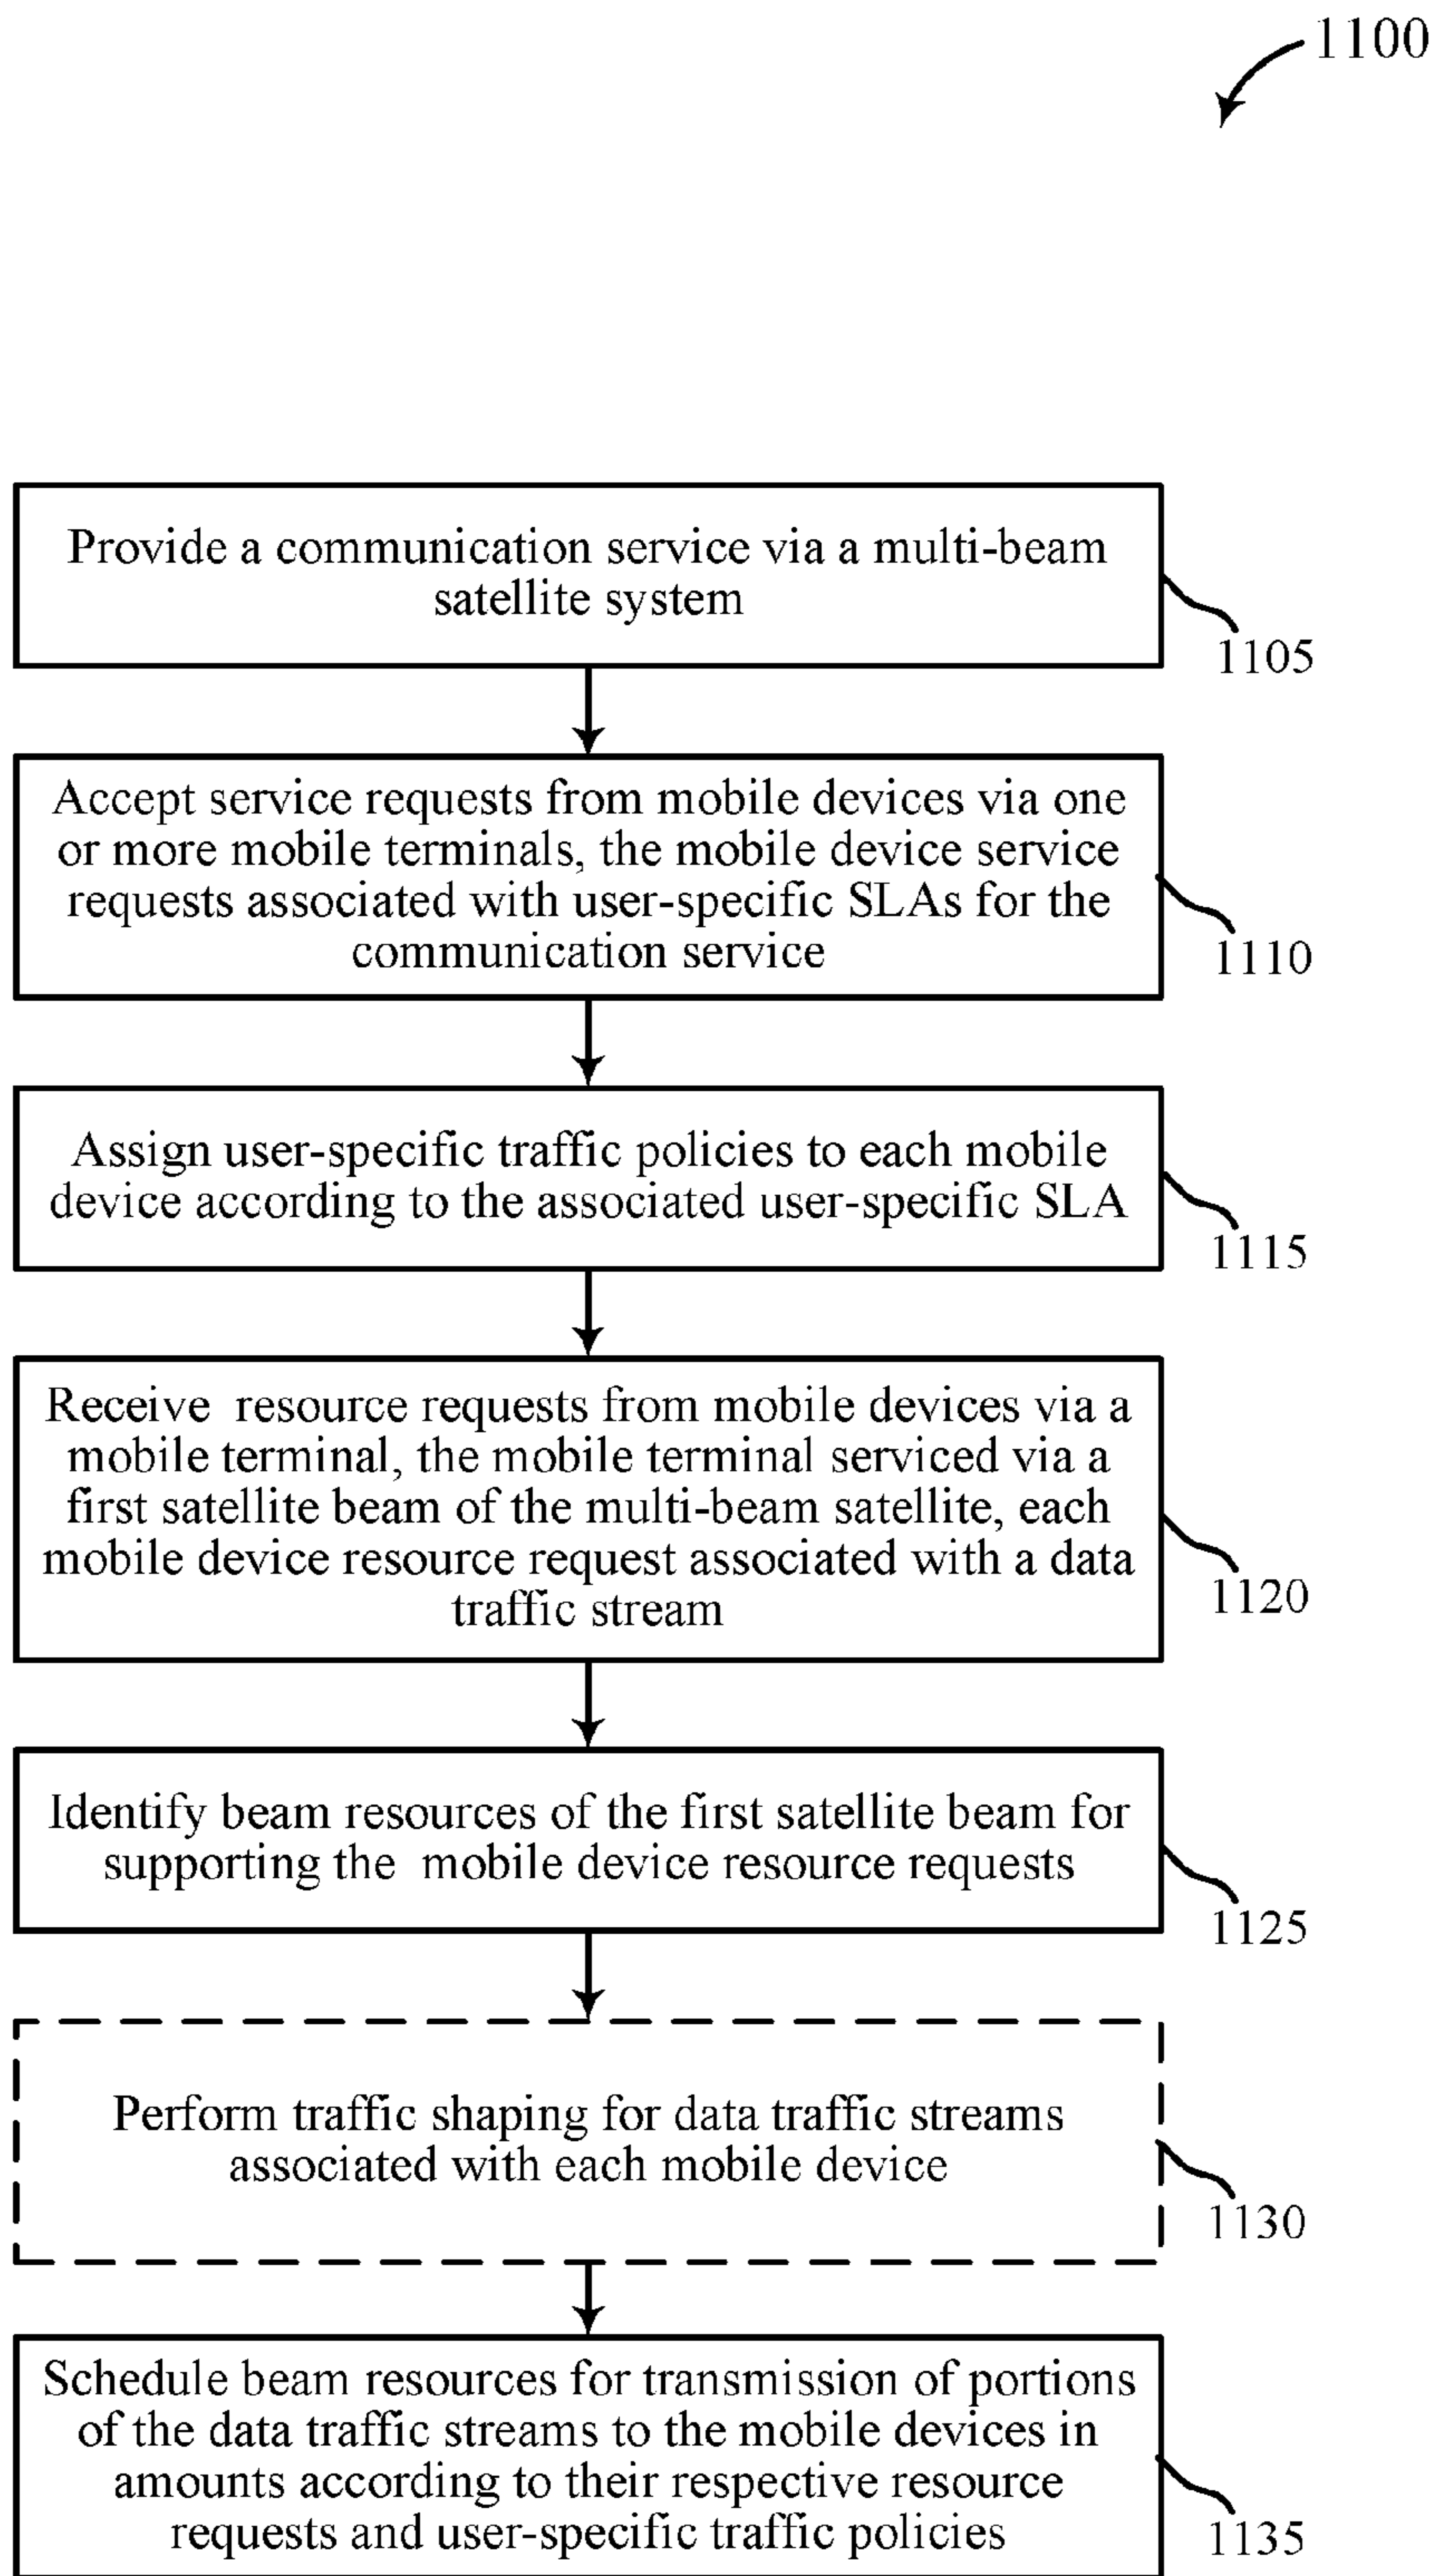 1100
Provide a communication service via a multi-beam
satellite system
1105
Accept service requests from mobile devices via one
or more mobile terminals, the mobile device service
requests associated with user-specific SLAs for the
communication service
1110
Assign user-specific traffic policies to each mobile
device according to the associated user-specific SLA
1115
Receive resource requests from mobile devices via a
mobile terminal, the mobile terminal serviced via a
first satellite beam of the multi-beam satellite, each
mobile device resource request associated with a data
traffic stream
1120
Identify beam resources of the first satellite beam for
supporting the mobile device resource requests
1125
Perform traffic shaping for data traffic streams
associated with each mobile device
1130
Schedule beam resources for transmission of portions
of the data traffic streams to the mobile devices in
amounts according to their respective resource
requests and user-specific traffic policies
1135